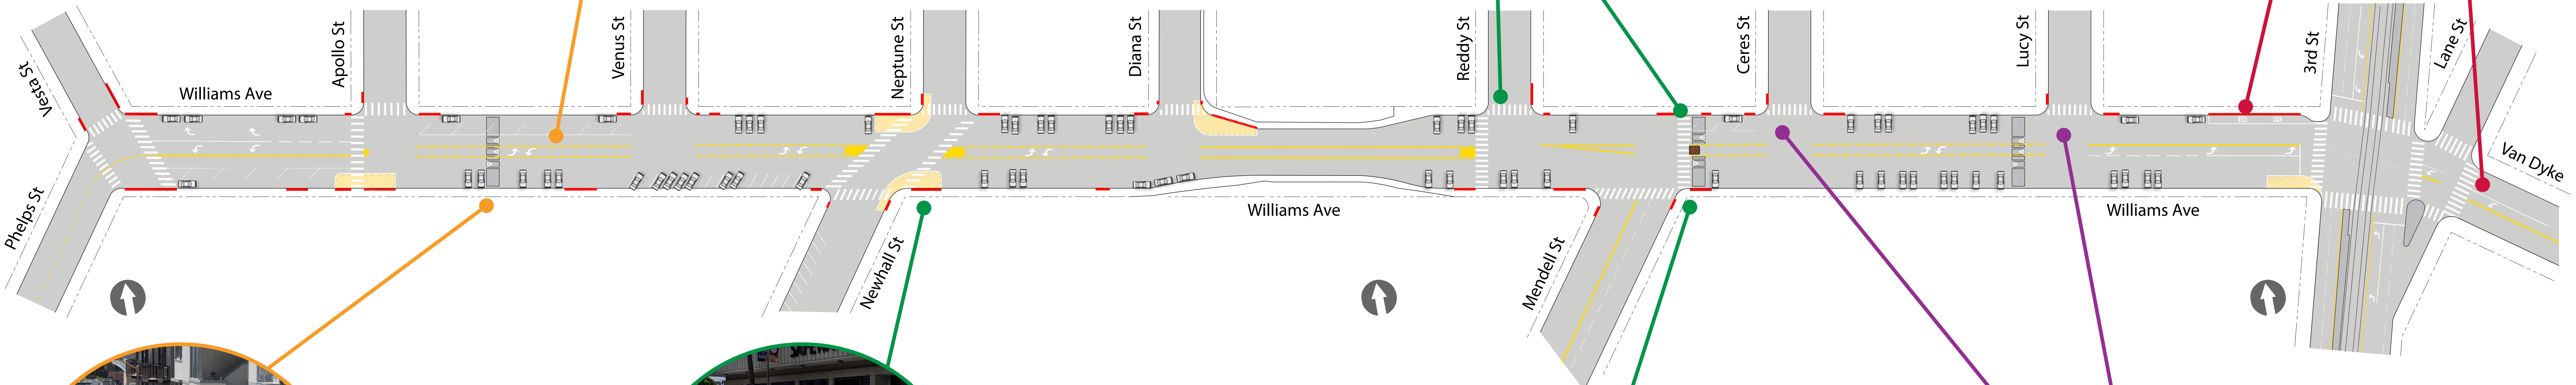 Vesta St
Phelps St
Williams Ave
Apollo St
Venus St
Neptune St
Newhall St
Diana St
Williams Ave
Reddy St
Mendell St
Ceres St
Lucy St
Williams Ave
3rd St
Lane St
Van Dyke